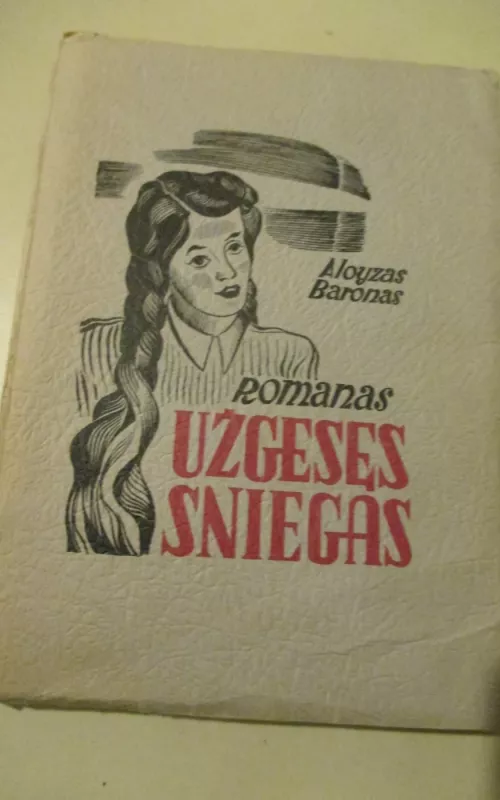 Aloyzas
Baronas
Romanas
UŽGESĘS
SNIEGAS